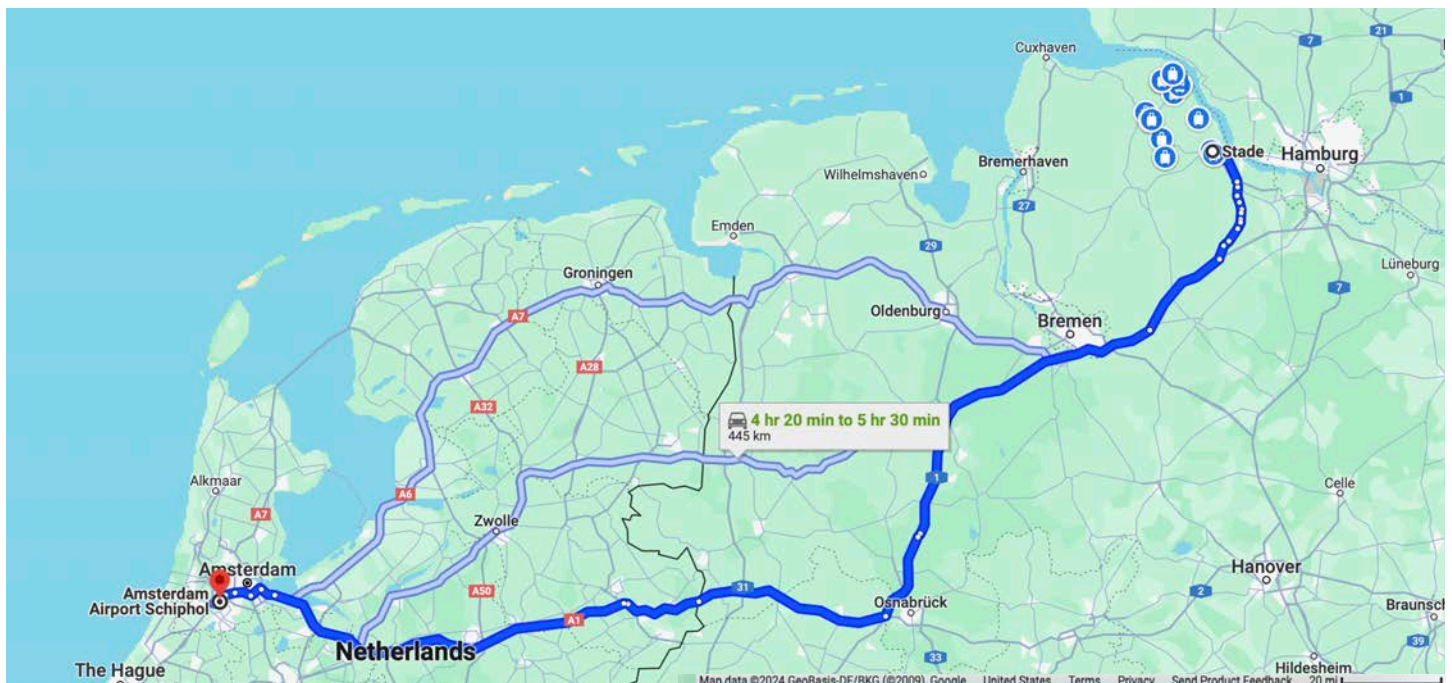 Cuxhaven
7
21
1
Stade
Hamburg
Bremerhaven
Wilhelmshaven
27
Emden
29
Lüneburg
7
Groningen
A7
Oldenburg
Bremen
A28
A32
4 hr 20 min to 5 hr 30 min
445 km
Alkmaar
A7
A6
1
Celle
Zwolle
Amsterdam
Amsterdam
Airport Schiphol
A50
31
Hanover
2
Osnabrück
Braunsch
A1
39
Netherlands
The Hague
33
Hildesheim
Map data ©2024 GeoBasis-DE/BKG (©2009), Google United States Terms Privacy Send Product Feedback 20 mi